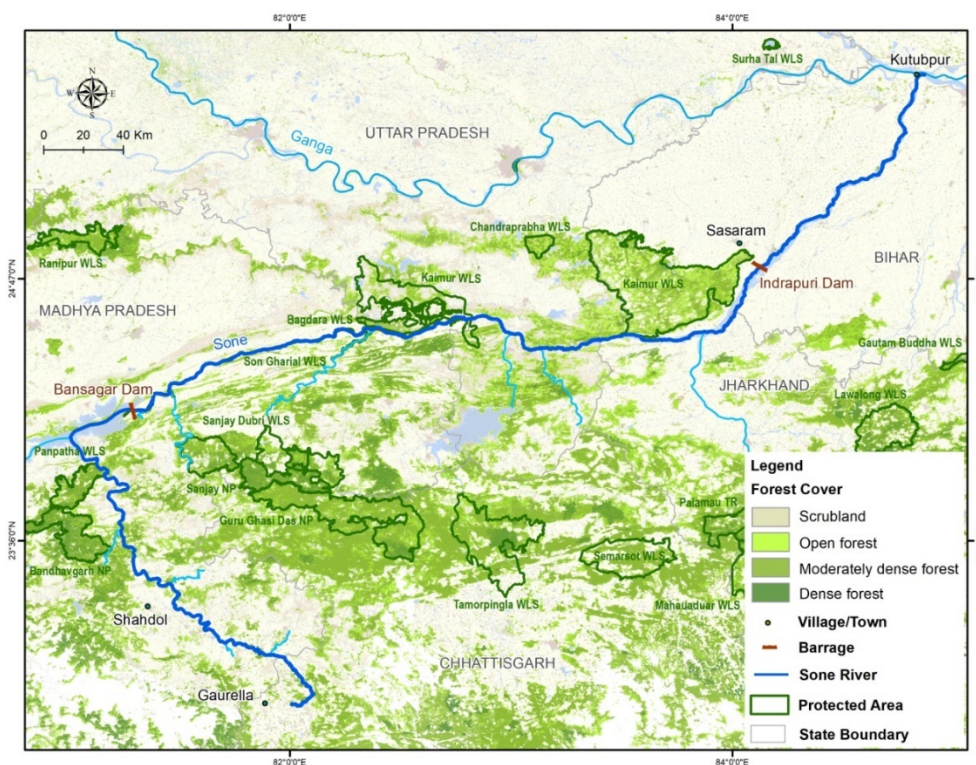 82°0'0"E
84°0'0"E
Surha Tal WLS
Kutubpur
N
W
E
S
0 20 40 Km
UTTAR PRADESH
Ganga
Chandraprabha WLS
Sasaram
Ranipur WLS
BIHAR
24°47'0"N
Kaimur WLS
Kaimur WLS
Indrapuri Dam
MADHYA PRADESH
Bagdara WLS
Sone
Gautam Buddha WLS
Son Gharial WLS
JHARKHAND
Bansagar Dam
Lawalong WLS
Sanjay Dubri WLS
Panpatha WLS
Sanjay NP
Palamau TR
Guru Ghasi Das NP
23°36'0"N
Semarsot WLS
Bandhavgarh NP
Tamorpingla WLS
Mahauaduar WLS
Shahdol
CHHATTISGARH
Gaurella
Legend
Forest Cover
Scrubland
Open forest
Moderately dense forest
Dense forest
Village/Town
Barrage
Sone River
Protected Area
State Boundary
82°0'0"E
84°0'0"E